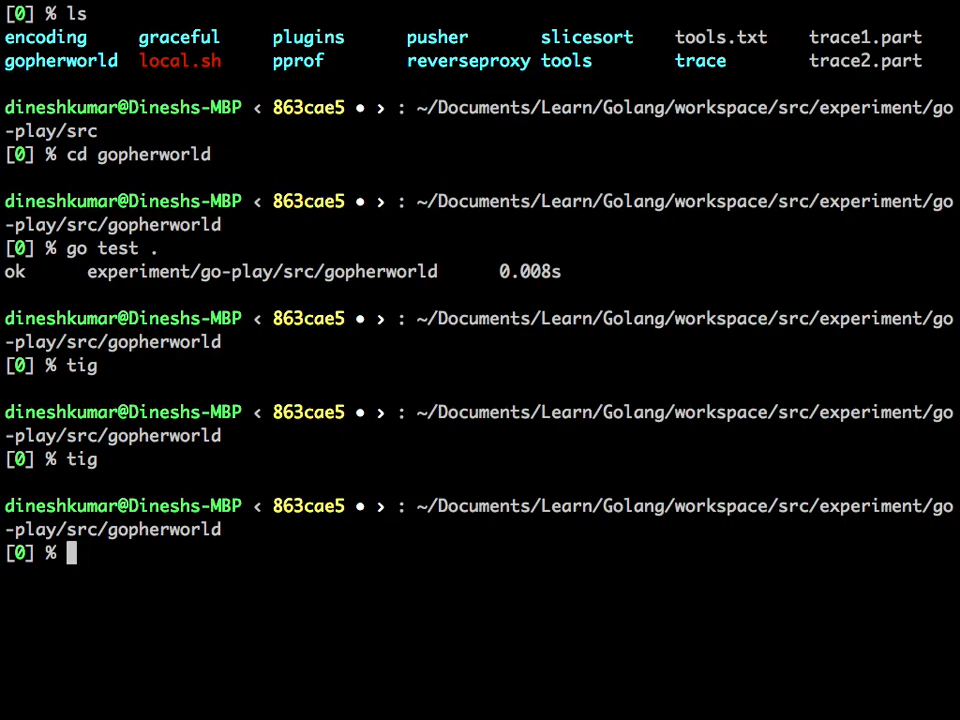 [0] % ls
encoding graceful plugins pusher slicesort tools.txt trace1.part
gopherworld local.sh pprof reverseproxy tools trace trace2.part
dineshkumar@Dineshs-MBP ‹ 863cae5 ● › : ~/Documents/Learn/Golang/workspace/src/experiment/go
-play/src
[0] % cd gopherworld
dineshkumar@Dineshs-MBP ‹ 863cae5 ● › : ~/Documents/Learn/Golang/workspace/src/experiment/go
-play/src/gopherworld
[0] % go test .
ok experiment/go-play/src/gopherworld 0.008s
dineshkumar@Dineshs-MBP ‹ 863cae5 ● › : ~/Documents/Learn/Golang/workspace/src/experiment/go
-play/src/gopherworld
[0] % tig
dineshkumar@Dineshs-MBP ‹ 863cae5 ● › : ~/Documents/Learn/Golang/workspace/src/experiment/go
-play/src/gopherworld
[0] % tig
dineshkumar@Dineshs-MBP ‹ 863cae5 ● › : ~/Documents/Learn/Golang/workspace/src/experiment/go
-play/src/gopherworld
[0] %